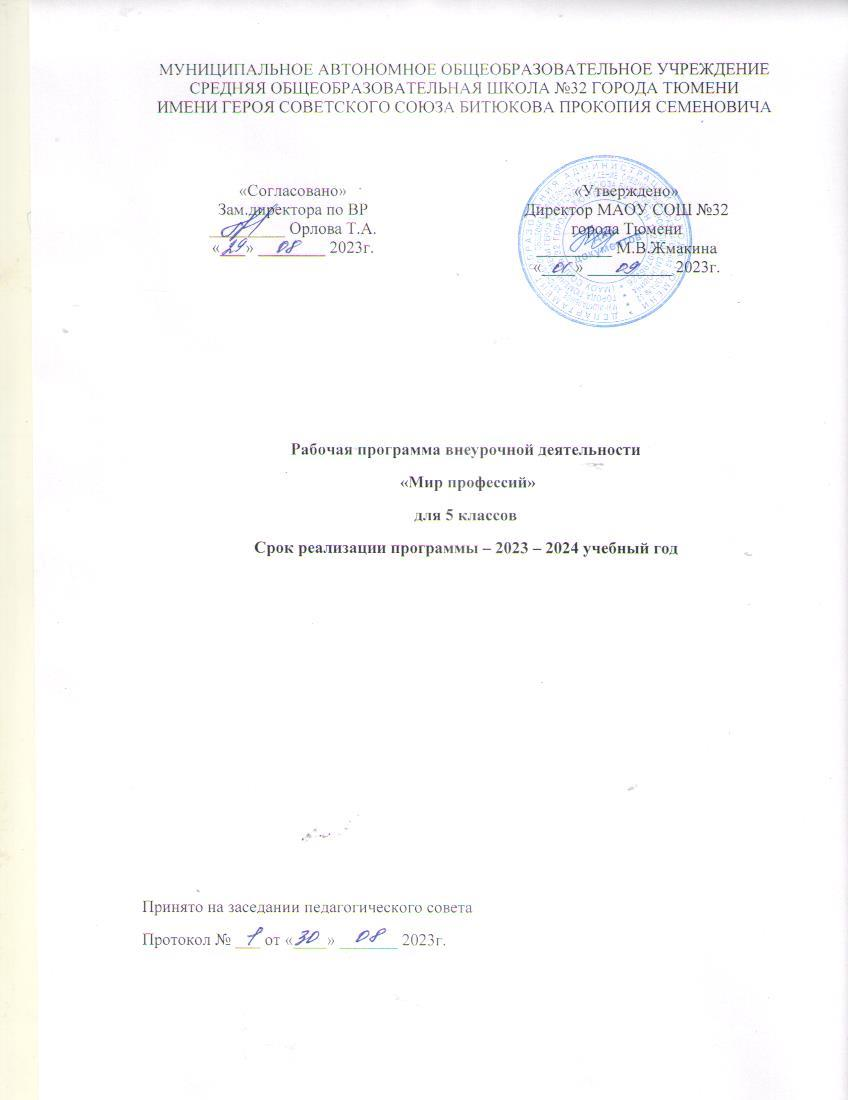 МУНИЦИПАЛЬНОЕ АВТОНОМНОЕ ОБЩЕОБРАЗОВАТЕЛЬНОЕ УЧРЕЖДЕНИЕ
СРЕДНЯЯ ОБЩЕОБРАЗОВАТЕЛЬНАЯ ШКОЛА №32 ГОРОДА ТЮМЕНИ
ИМЕНИ ГЕРОЯ СОВЕТСКОГО СОЮЗА БИТЮКОВА ПРОКОПИЯ СЕМЕНОВИЧА
«Согласовано»
Зам.директора по ВР
Орлова Т.А.
«29» 08 2023г.
«Утверждено»
Директор МАОУ СОШ №32
города Тюмени
М.В.Жмакина
«01» 09 2023г.
Для документов
Рабочая программа внеурочной деятельности
«Мир профессий»
для 5 классов
Срок реализации программы – 2023 – 2024 учебный год
Принято на заседании педагогического совета
Протокол № 1 от «30» 08 2023г.